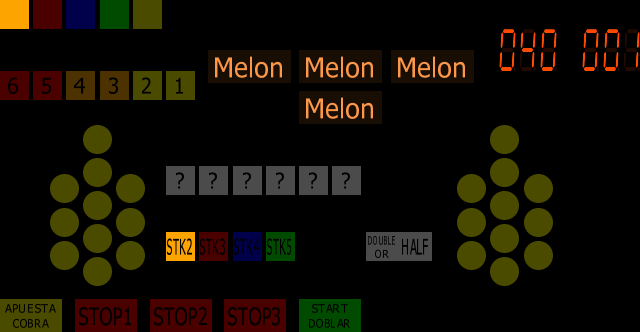 040 001
Melon Melon Melon
6 5 4 3 2 1
Melon
? ? ? ? ? ?
STK2 STK3 STK4 STK5
DOUBLE OR HALF
APUESTA COBRA
STOP1 STOP2 STOP3
START DOBLAR